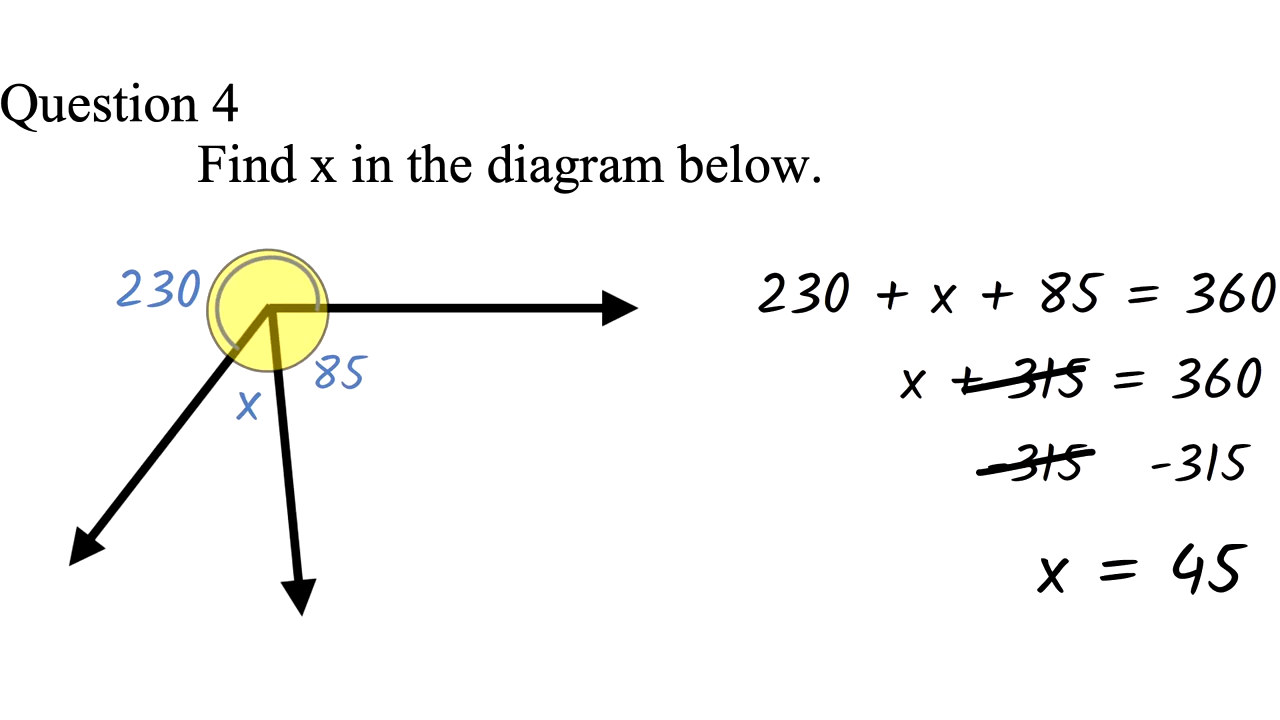 Question 4
Find x in the diagram below.
230
85
x
230 + x + 85 = 360
x + 315 = 360
-315 -315
x = 45